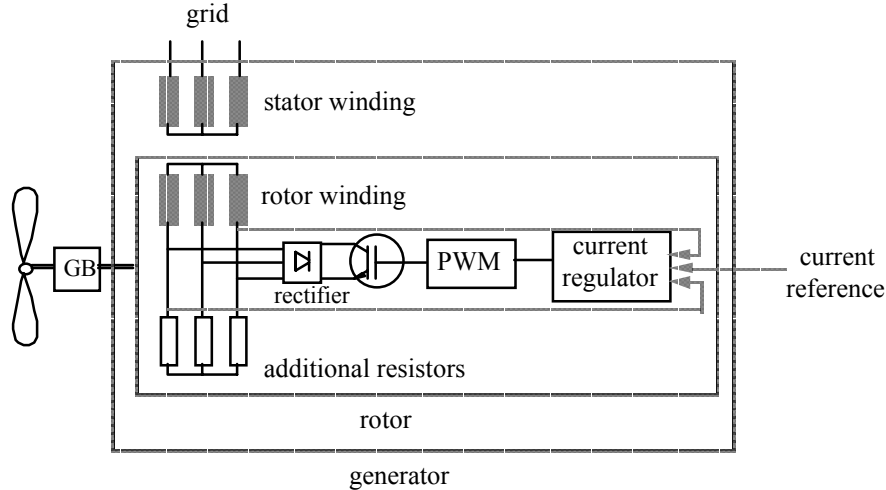 grid
stator winding
rotor winding
GB
rectifier
PWM
current
regulator
current
reference
additional resistors
rotor
generator